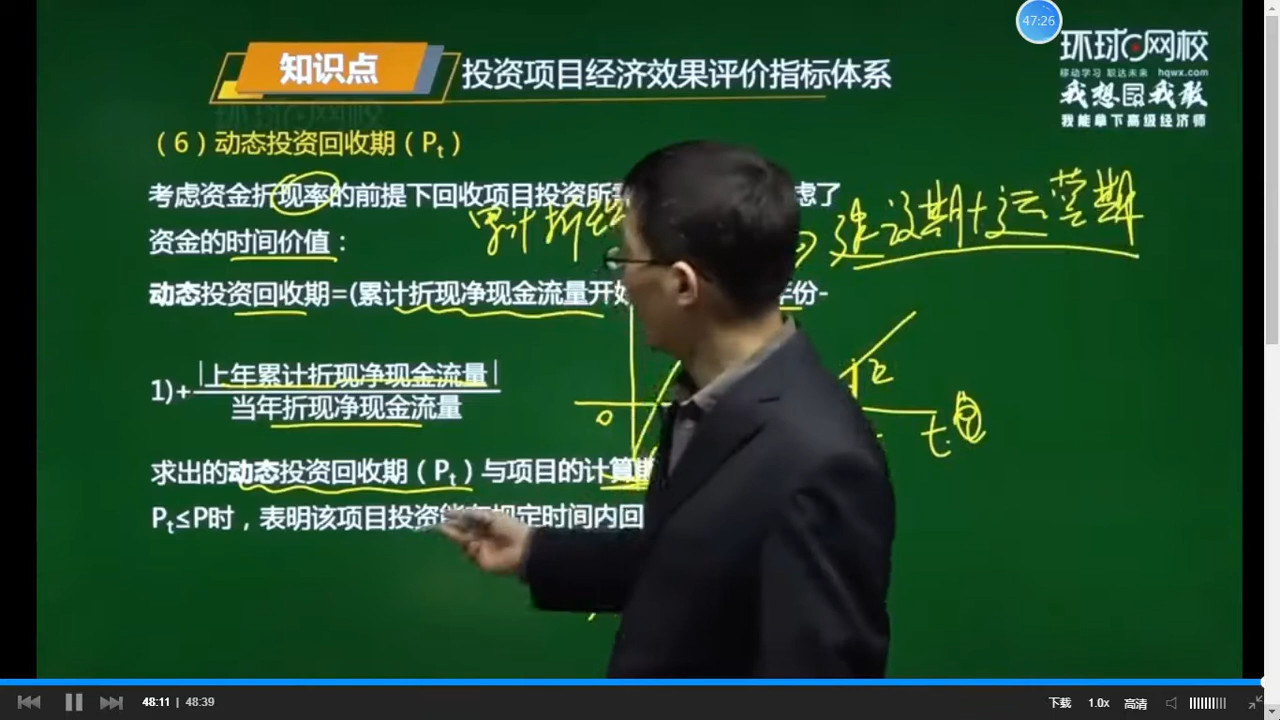 47:26
环球网校
移动学习 职达未来 hqwx.com
我想 我敢
我能拿下高级经济师
知识点
投资项目经济效果评价指标体系
（6）动态投资回收期（Pt）
考虑资金折现率的前提下回收项目投资所 虑了
累计折 建设期+运营期
资金的时间价值：
动态投资回收期=(累计折现净现金流量开 年份-
1)+ |上年累计折现净现金流量|
当年折现净现金流量
0 t
求出的动态投资回收期（Pt）与项目的计算
Pt≤P时，表明该项目投资 规定时间内回
48:11 | 48:39 下载 1.0x 高清